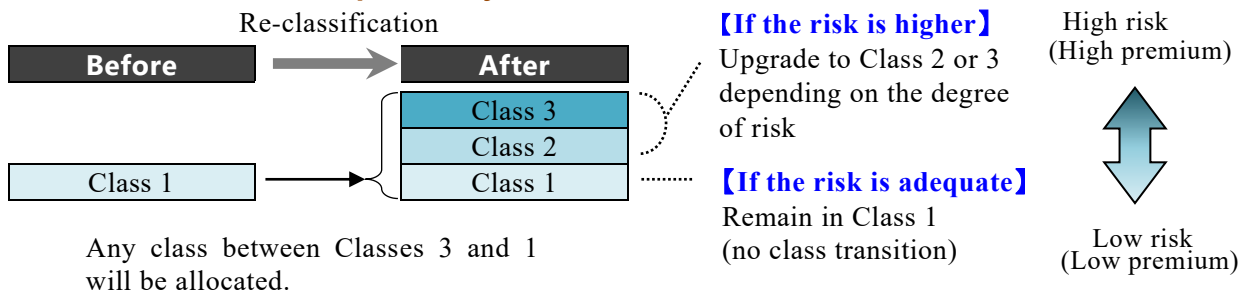 Re-classification
Before
After
Class 3
Class 2
Class 1
Class 1
Any class between Classes 3 and 1
will be allocated.
【If the risk is higher】
Upgrade to Class 2 or 3
depending on the degree
of risk
【If the risk is adequate】
Remain in Class 1
(no class transition)
High risk
(High premium)
Low risk
(Low premium)